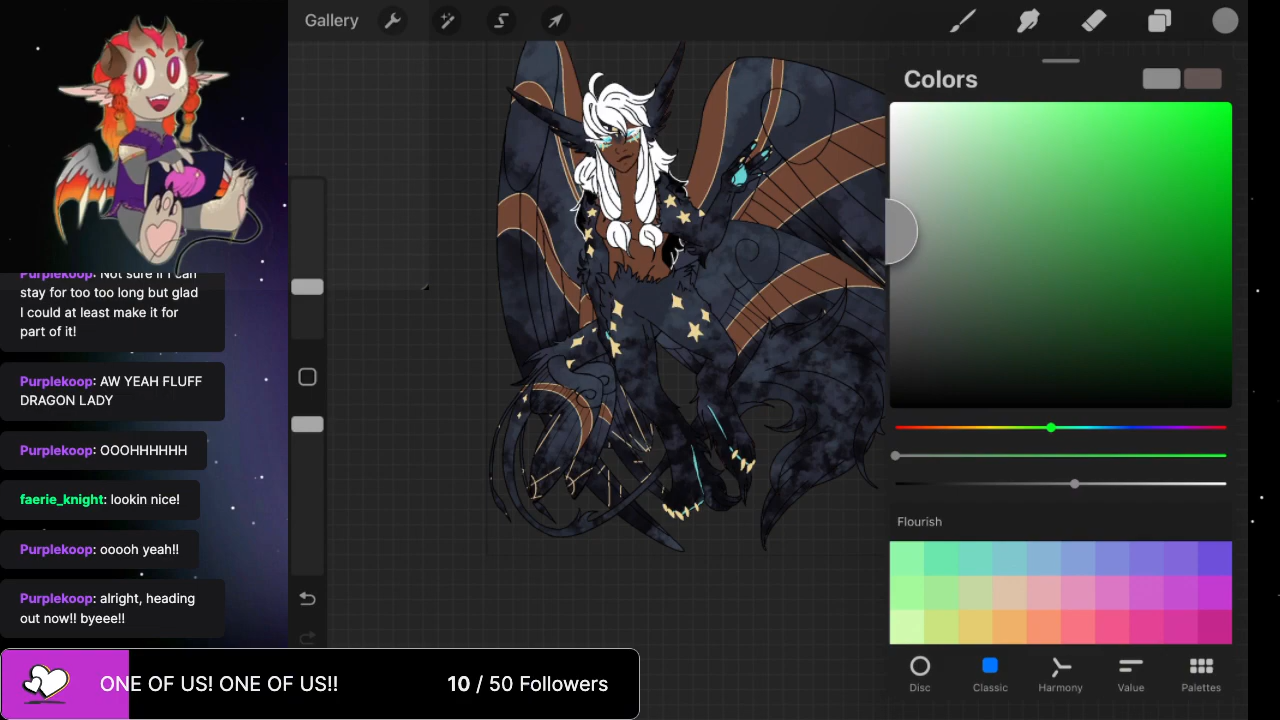 Gallery
Colors
Purplekoop: Not sure if I can
stay for too too long but glad
I could at least make it for
part of it!
Purplekoop: AW YEAH FLUFF
DRAGON LADY
Purplekoop: OOOHHHHHH
faerie_knight: lookin nice!
Purplekoop: ooooh yeah!!
Purplekoop: alright, heading
out now!! byeee!!
Flourish
Disc
Classic
Harmony
Value
Palettes
ONE OF US! ONE OF US!!
10 / 50 Followers